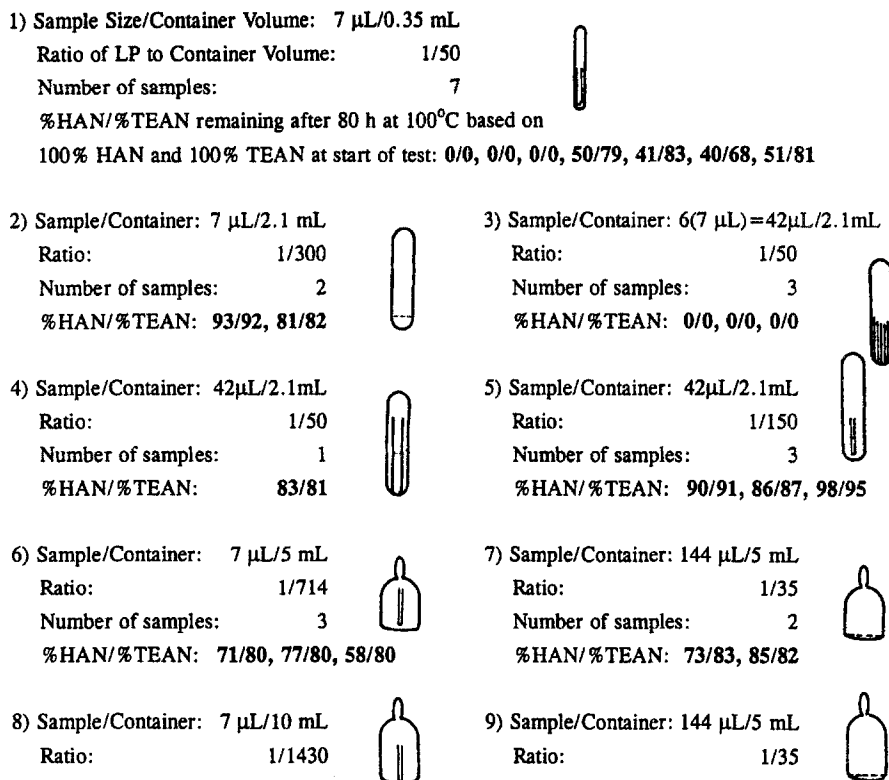 1) Sample Size/Container Volume: 7 µL/0.35 mL
Ratio of LP to Container Volume: 1/50
Number of samples: 7
%HAN/%TEAN remaining after 80 h at 100°C based on
100% HAN and 100% TEAN at start of test: 0/0, 0/0, 0/0, 50/79, 41/83, 40/68, 51/81
2) Sample/Container: 7 µL/2.1 mL
Ratio: 1/300
Number of samples: 2
%HAN/%TEAN: 93/92, 81/82
3) Sample/Container: 6(7 µL)=42µL/2.1mL
Ratio: 1/50
Number of samples: 3
%HAN/%TEAN: 0/0, 0/0, 0/0
4) Sample/Container: 42µL/2.1mL
Ratio: 1/50
Number of samples: 1
%HAN/%TEAN: 83/81
5) Sample/Container: 42µL/2.1mL
Ratio: 1/150
Number of samples: 3
%HAN/%TEAN: 90/91, 86/87, 98/95
6) Sample/Container: 7 µL/5 mL
Ratio: 1/714
Number of samples: 3
%HAN/%TEAN: 71/80, 77/80, 58/80
7) Sample/Container: 144 µL/5 mL
Ratio: 1/35
Number of samples: 2
%HAN/%TEAN: 73/83, 85/82
8) Sample/Container: 7 µL/10 mL
Ratio: 1/1430
9) Sample/Container: 144 µL/5 mL
Ratio: 1/35